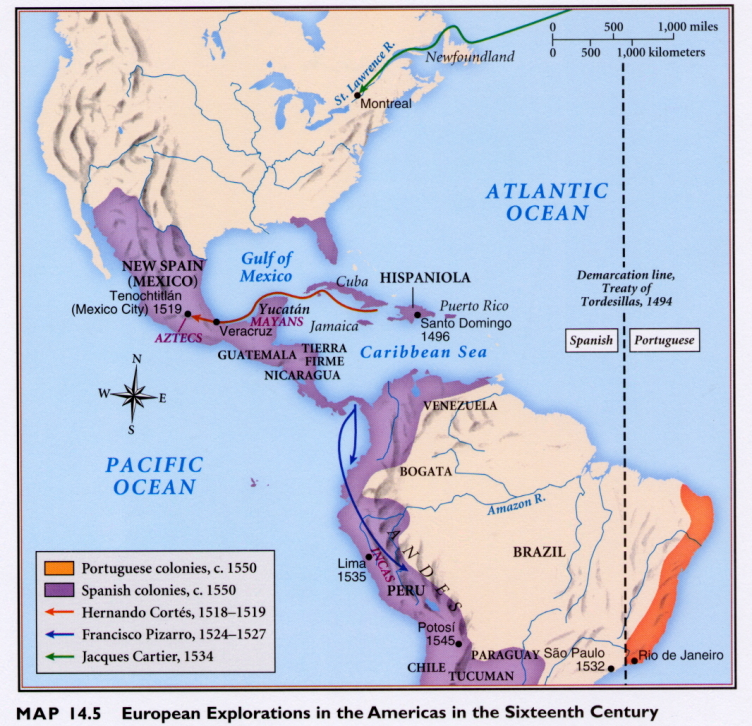 0 500 1,000 miles
0 500 1,000 kilometers
St. Lawrence R.
Newfoundland
Montreal
ATLANTIC
OCEAN
Gulf of
Mexico
NEW SPAIN
(MEXICO)
Tenochtitlán
(Mexico City) 1519
AZTECS
Veracruz
Yucatán
MAYANS
Cuba
HISPANIOLA
Jamaica
Puerto Rico
Santo Domingo
1496
Demarcation line,
Treaty of
Tordesillas, 1494
Spanish
Portuguese
GUATEMALA
TIERRA
FIRME
NICARAGUA
Caribbean Sea
N
W E
S
PACIFIC
OCEAN
VENEZUELA
BOGATA
Amazon R.
BRAZIL
ANDES
INCAS
Lima
1535
PERU
Potosí
1545
PARAGUAY
São Paulo
1532
Rio de Janeiro
CHILE
TUCUMAN
Portuguese colonies, c. 1550
Spanish colonies, c. 1550
Hernando Cortés, 1518–1519
Francisco Pizarro, 1524–1527
Jacques Cartier, 1534
MAP 14.5 European Explorations in the Americas in the Sixteenth Century